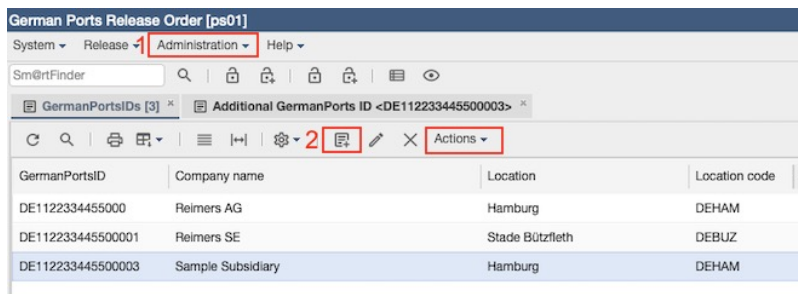 German Ports Release Order [ps01]
System Release 1 Administration Help
Sm@rtFinder
GermanPortsIDs [3] × Additional GermanPorts ID <DE112233445500003> ×
2 Actions
GermanPortsID Company name Location Location code
DE1122334455000 Reimers AG Hamburg DEHAM
DE112233445500001 Reimers SE Stade Bützfleth DEBUZ
DE112233445500003 Sample Subsidiary Hamburg DEHAM